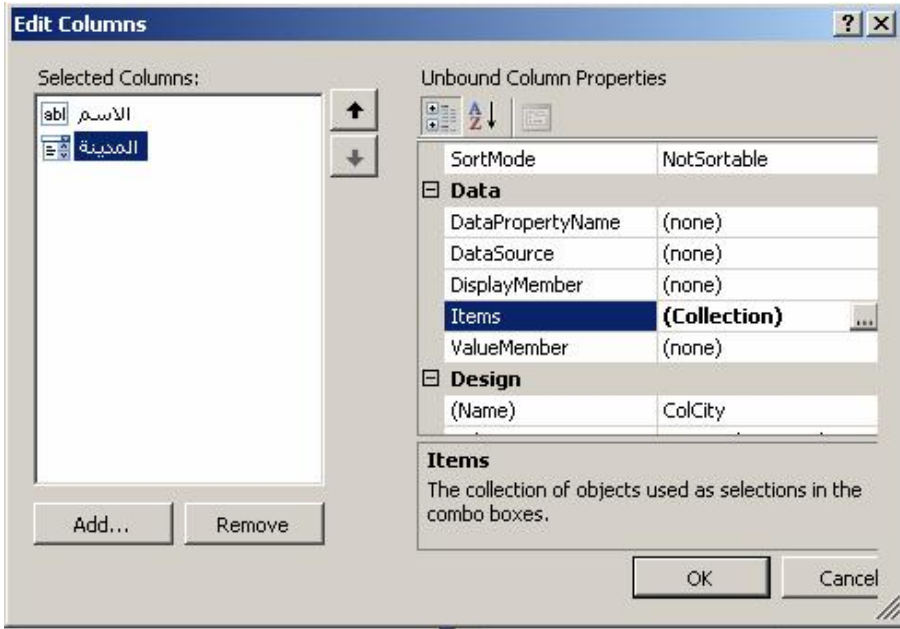 Edit Columns
Selected Columns:
abl الاسم
المدينة
Add...
Remove
Unbound Column Properties
SortMode NotSortable
Data
DataPropertyName (none)
DataSource (none)
DisplayMember (none)
Items (Collection) ...
ValueMember (none)
Design
(Name) ColCity
Items
The collection of objects used as selections in the
combo boxes.
OK
Cancel